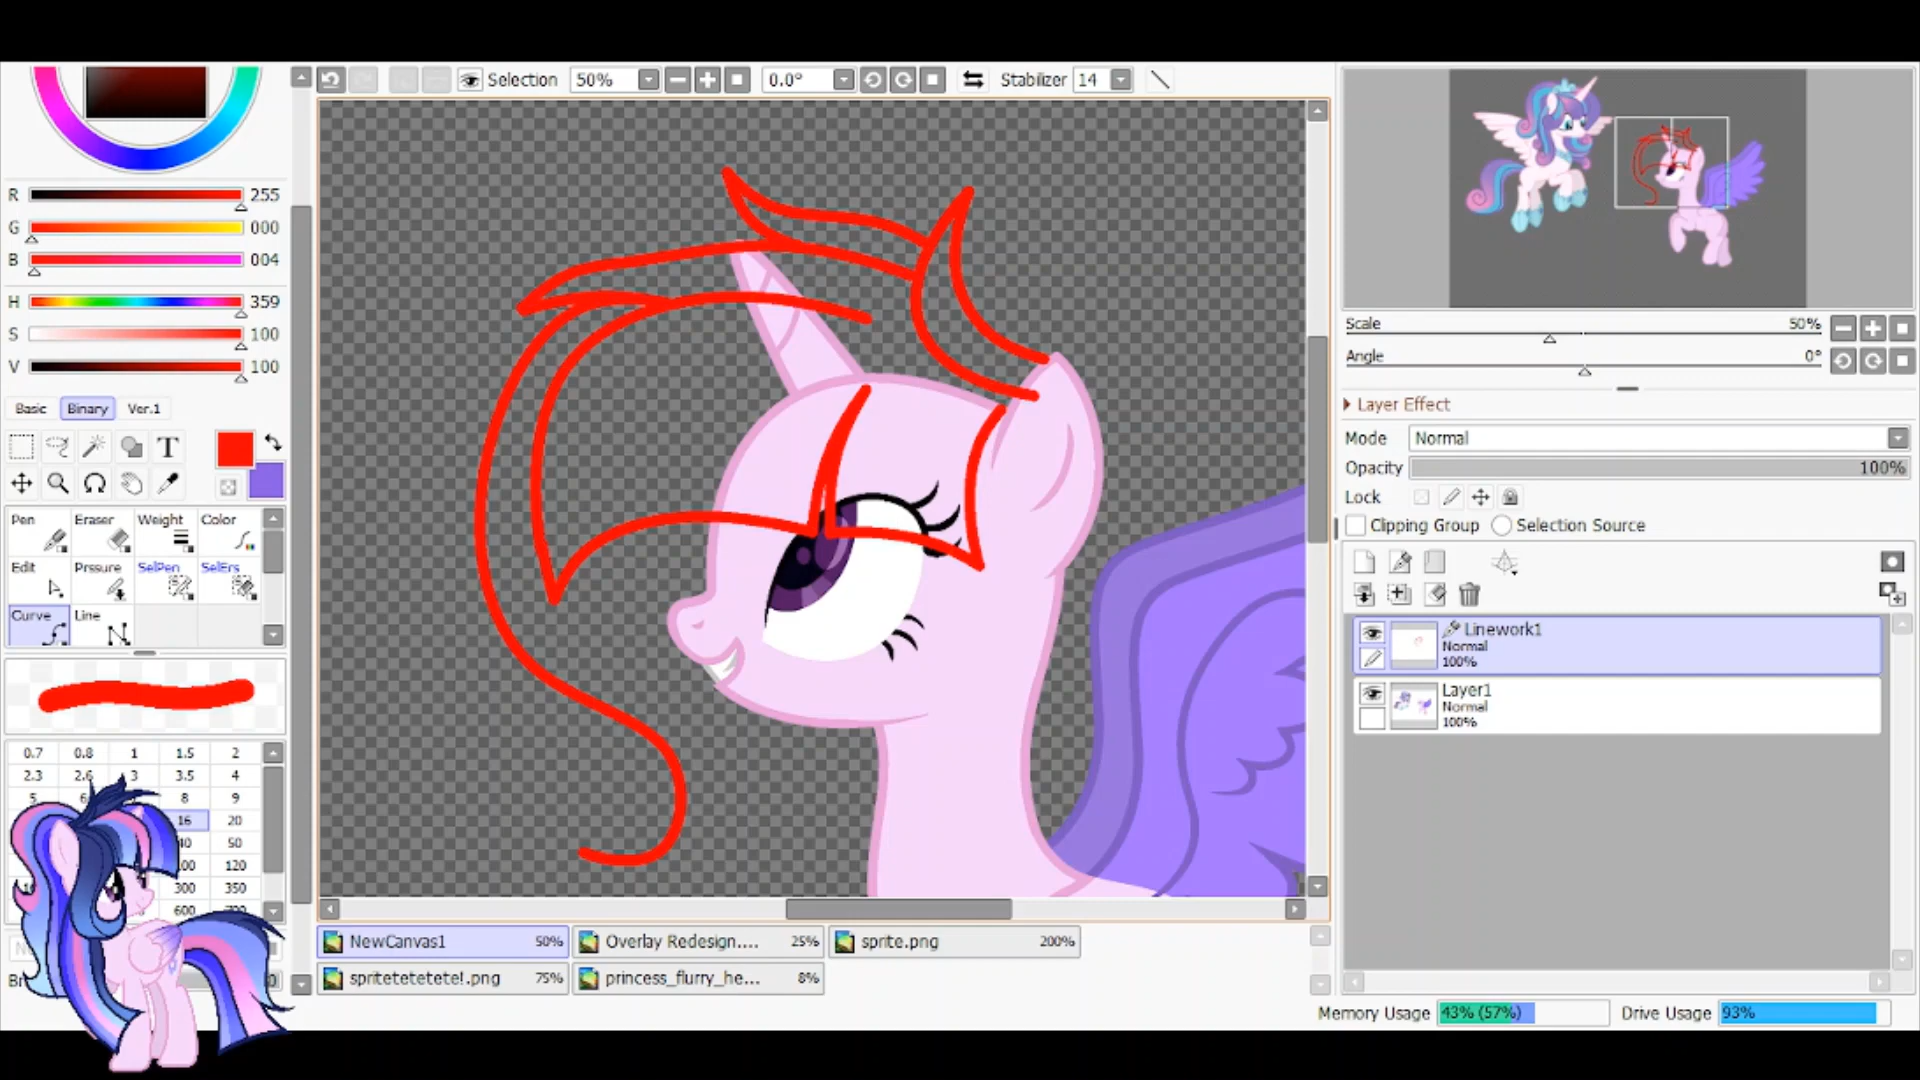 Selection 50% 0.0° Stabilizer 14
R 255
G 000
B 004
H 359
S 100
V 100
Basic Binary Ver.1
T
Pen Eraser Weight Color
Edit Prssure SelPen SelErs
Curve Line
0.7 0.8 1 1.5 2
2.3 2.6 3 3.5 4
5 6 8 9
16 20
50
120
300 350
600
NewCanvas1 50% Overlay Redesign.... 25% sprite.png 200%
spritetetetete!.png 75% princess_flurry_he... 8%
Scale 50%
Angle 0°
Layer Effect
Mode Normal
Opacity 100%
Lock
Clipping Group Selection Source
Linework1
Normal
100%
Layer1
Normal
100%
Memory Usage 43% (57%) Drive Usage 93%